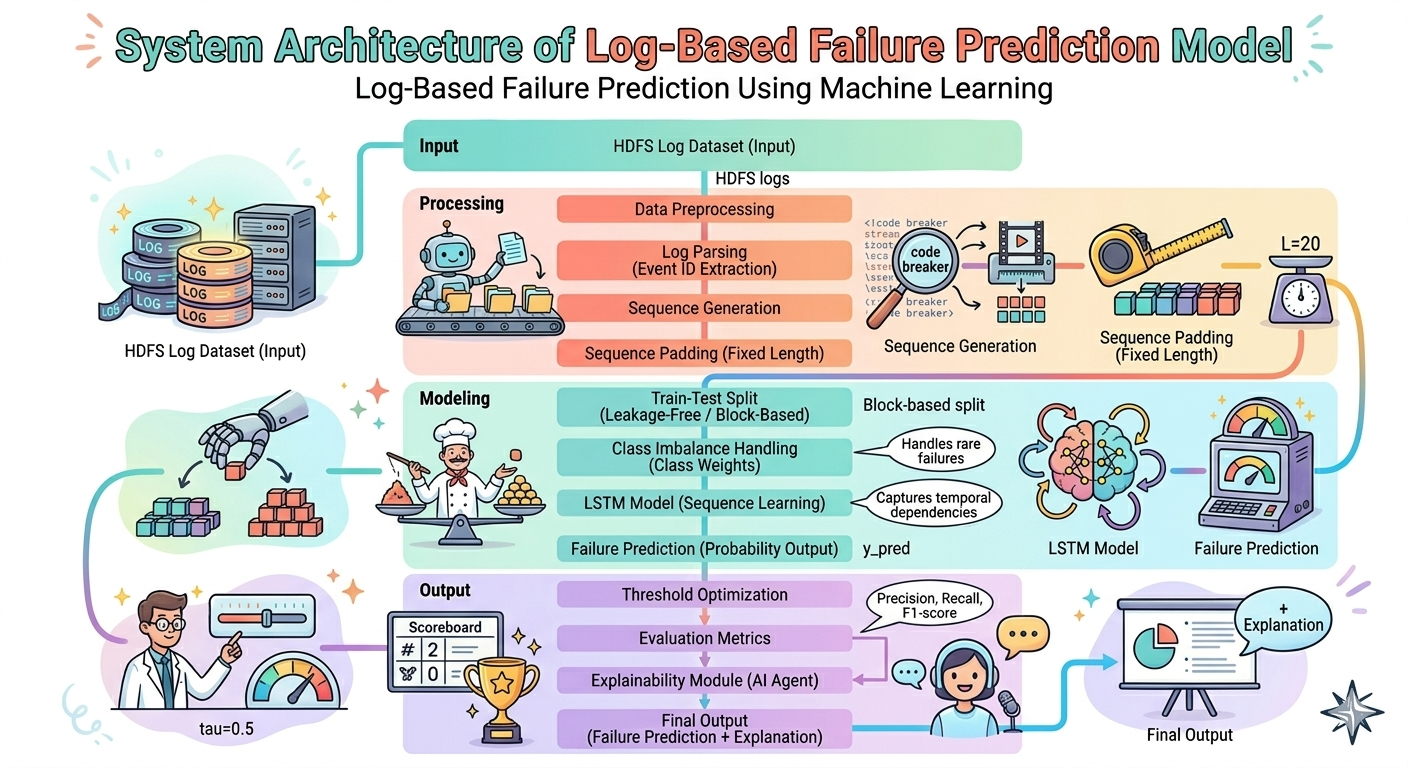 System Architecture of Log-Based Failure Prediction Model
Log-Based Failure Prediction Using Machine Learning
Input
HDFS Log Dataset (Input)
HDFS logs
LOG
LOG
LOG
LOG
LOG
LOG
LOG
HDFS Log Dataset (Input)
Processing
Data Preprocessing
Log Parsing
(Event ID Extraction)
Sequence Generation
Sequence Padding (Fixed Length)
<!code breaker
strean
code
breaker
de breaker>
Sequence Generation
Sequence Padding
(Fixed Length)
L=20
Modeling
Train-Test Split
(Leakage-Free / Block-Based)
Block-based split
Class Imbalance Handling
(Class Weights)
Handles rare
failures
LSTM Model (Sequence Learning)
Captures temporal
dependencies
Failure Prediction (Probability Output)
y_pred
LSTM Model
Failure Prediction
Output
Threshold Optimization
Evaluation Metrics
Explainability Module (AI Agent)
Final Output
(Failure Prediction + Explanation)
Precision, Recall,
F1-score
tau=0.5
Scoreboard
# 2
0
+
Explanation
Final Output